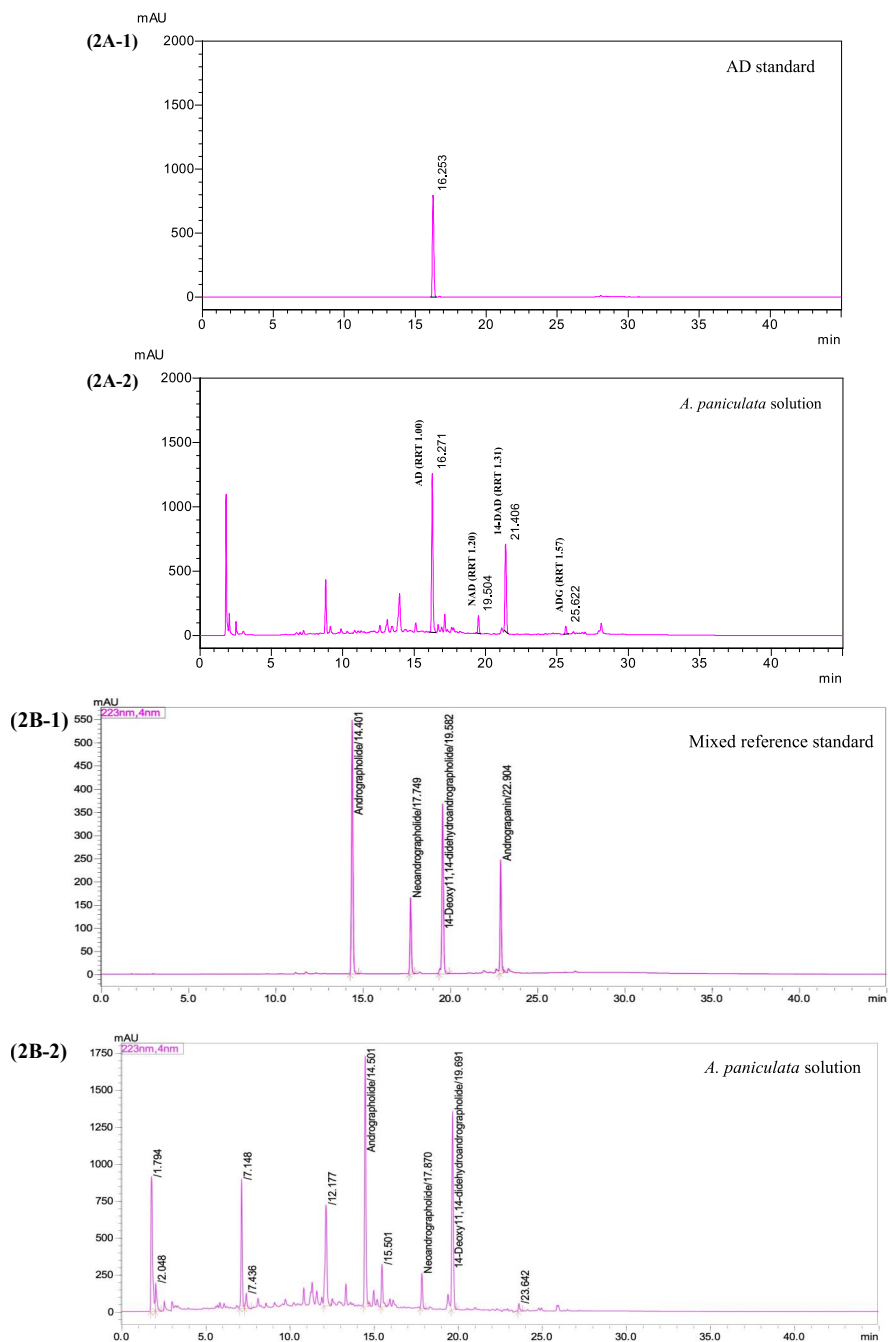 mAU
(2A-1)
2000
AD standard
1500
1000
16.253
500
0
0 10 20 30 40
min
mAU
(2A-2)
2000
A. paniculata solution
1500
AD (RRT 1.00)
16.271
1000
14-DAD (RRT 1.31)
21.406
NAD (RRT 1.20)
19.504
ADG (RRT 1.57)
25.622
500
0
0 10 20 30
min
(2B-1)
mAU
223nm,4nm
Mixed reference standard
550
500
450
400
350
300
250
200
150
100
50
0
Andrographolide/14.401
Neoandrographolide/17.749
14-Deoxy11,14-didehydroandrographolide/19.582
Andrograpanin/22.904
0.0 5.0 10.0 15.0 20.0 25.0 30.0 35.0 40.0 min
(2B-2)
mAU
223nm,4nm
A. paniculata solution
1750
1500
1250
1000
750
500
250
0
/1.794
/2.048
/7.148
/7.436
/12.177
Andrographolide/14.501
/15.501
Neoandrographolide/17.870
14-Deoxy11,14-didehydroandrographolide/19.691
/23.642
0.0 5.0 10.0 15.0 20.0 25.0 30.0 35.0 40.0 min